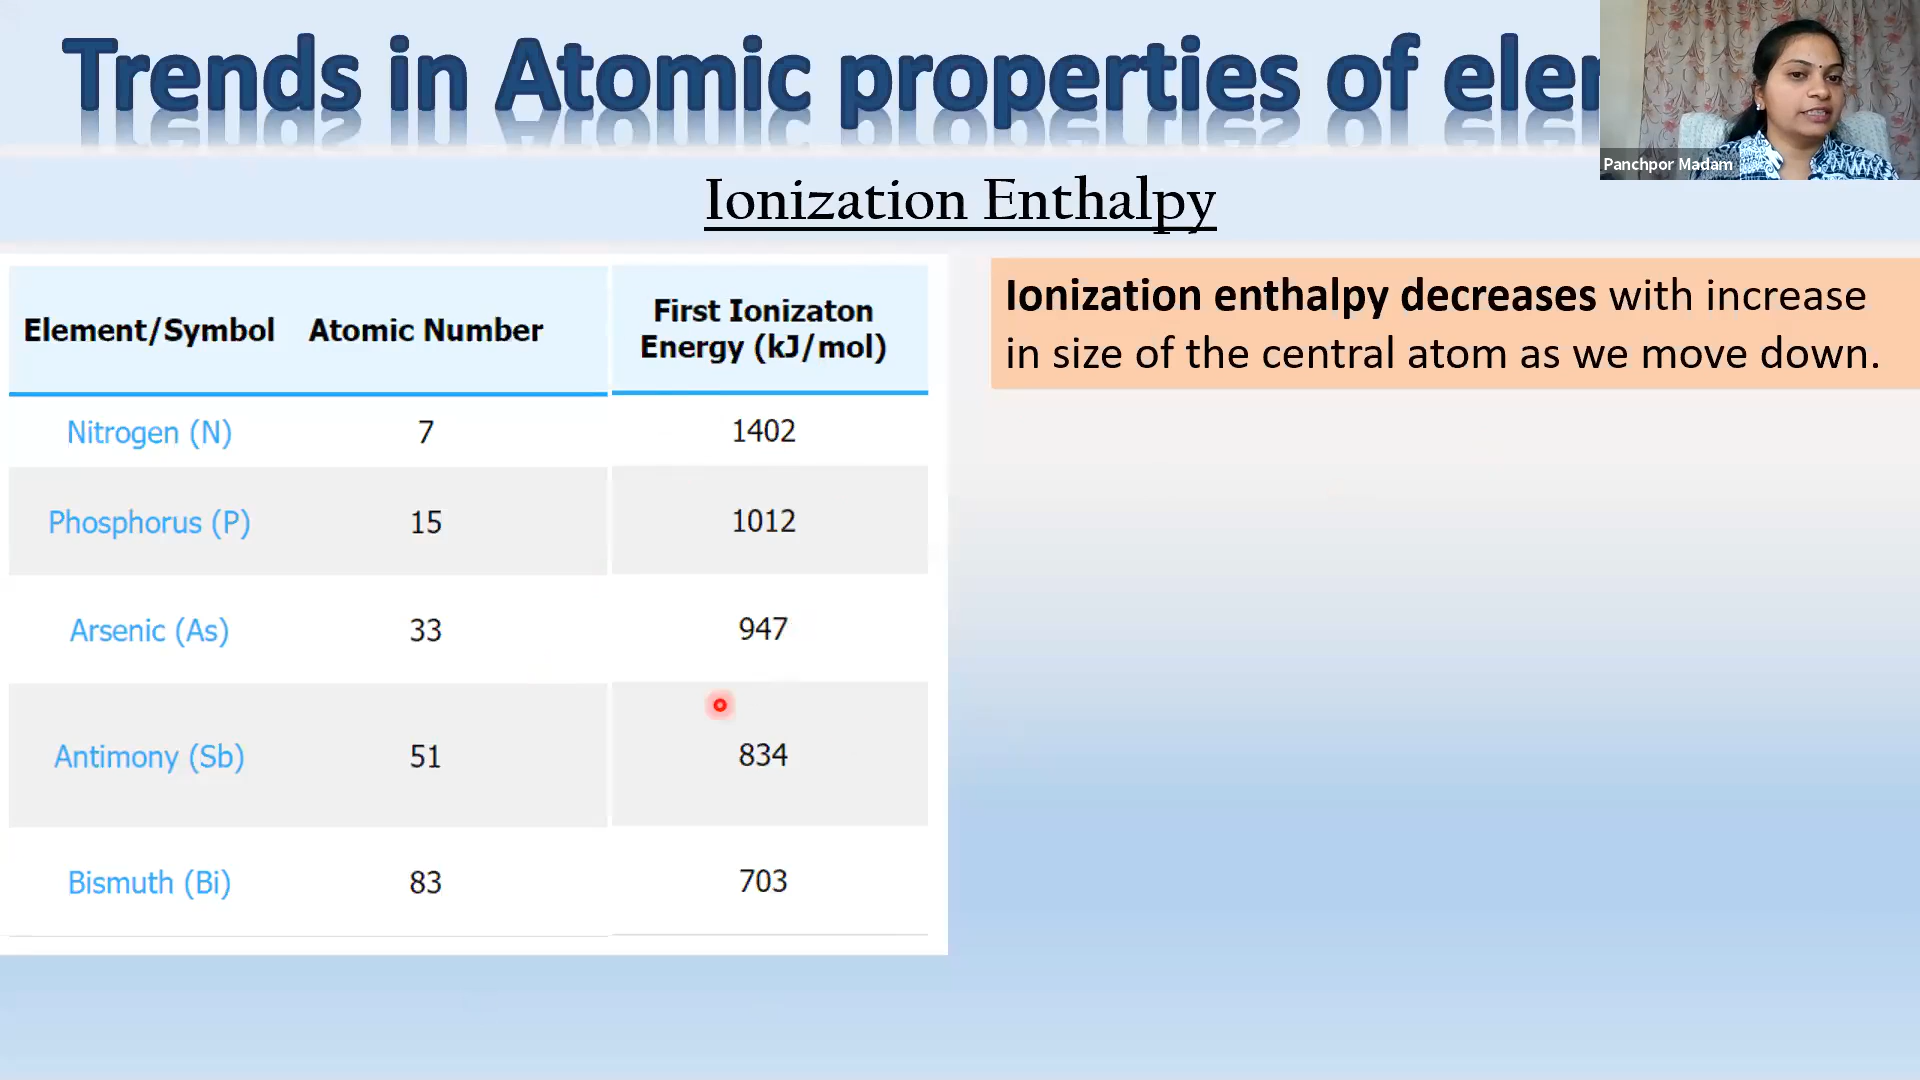 Trends in Atomic properties of elem
Panchpor Madam
Ionization Enthalpy
Element/Symbol Atomic Number First Ionizaton Energy (kJ/mol)
Nitrogen (N) 7 1402
Phosphorus (P) 15 1012
Arsenic (As) 33 947
Antimony (Sb) 51 834
Bismuth (Bi) 83 703
Ionization enthalpy decreases with increase
in size of the central atom as we move down.